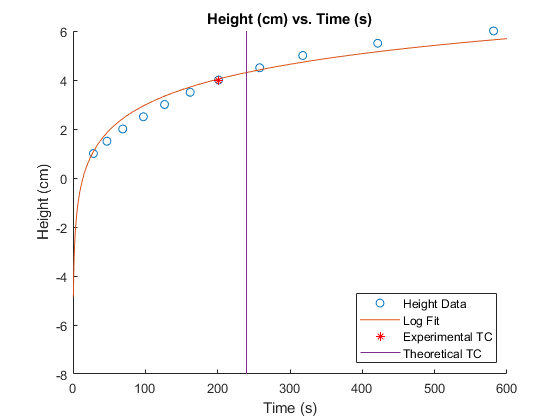 Height (cm) vs. Time (s)
6
4
2
0
-2
-4
-6
-8
Height (cm)
0 100 200 300 400 500 600
Time (s)
Height Data
Log Fit
Experimental TC
Theoretical TC